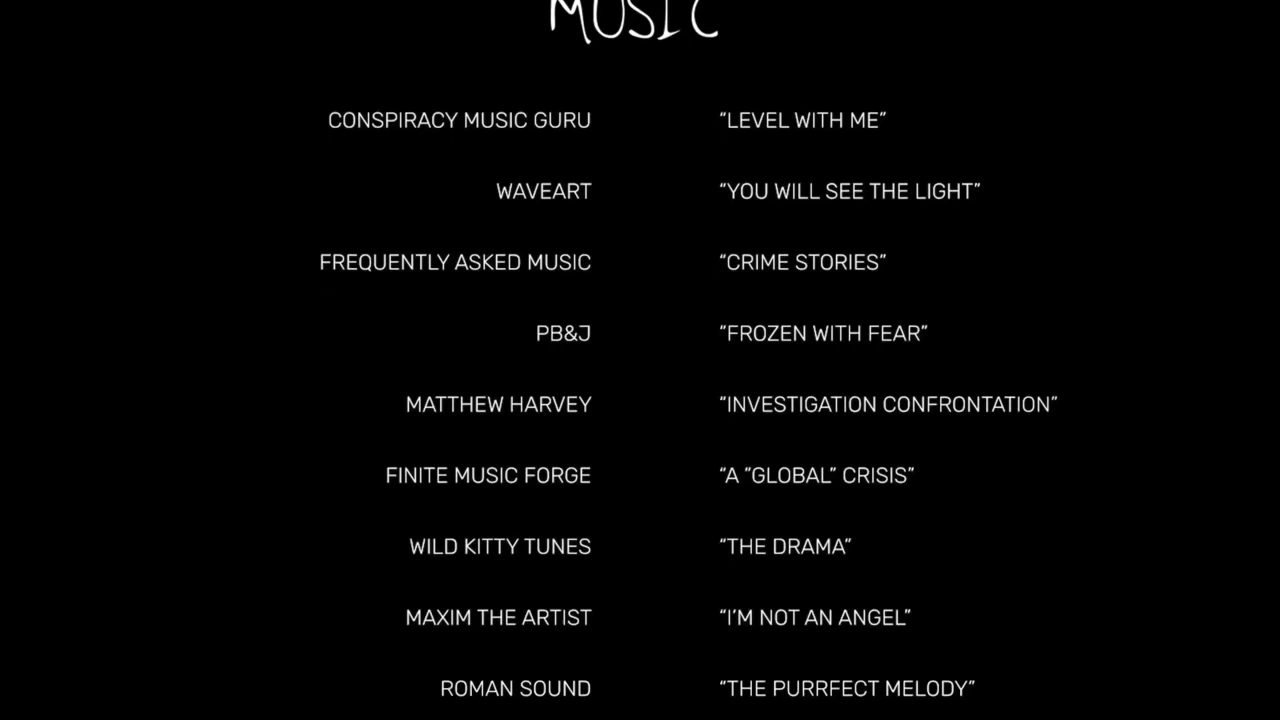 MUSIC
CONSPIRACY MUSIC GURU “LEVEL WITH ME”
WAVEART “YOU WILL SEE THE LIGHT”
FREQUENTLY ASKED MUSIC “CRIME STORIES”
PB&J “FROZEN WITH FEAR”
MATTHEW HARVEY “INVESTIGATION CONFRONTATION”
FINITE MUSIC FORGE “A ”GLOBAL” CRISIS”
WILD KITTY TUNES “THE DRAMA”
MAXIM THE ARTIST “I’M NOT AN ANGEL”
ROMAN SOUND “THE PURRFECT MELODY”